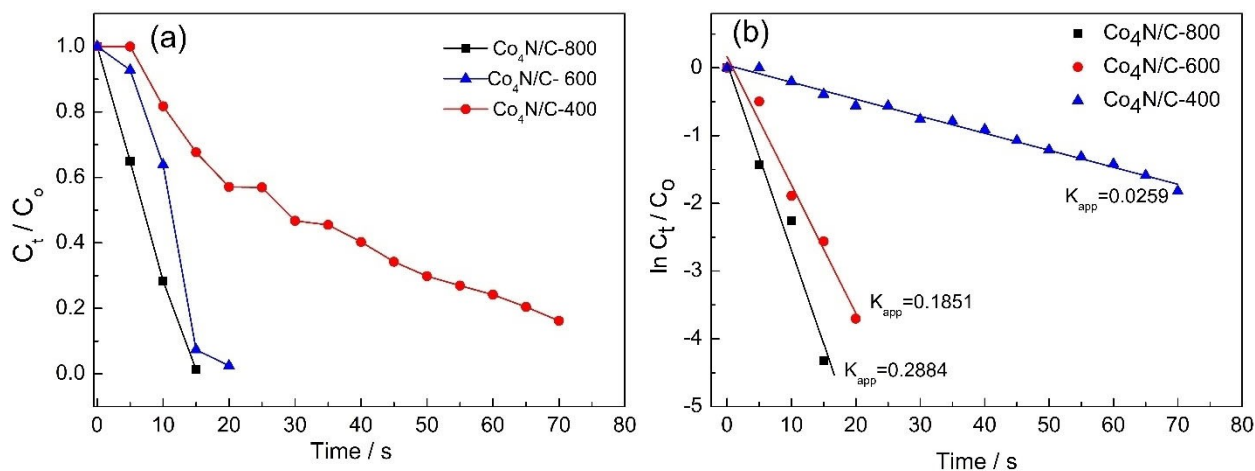 (a)
Co₄N/C-800
Co₄N/C- 600
Co₄N/C-400
1.0
0.8
0.6
0.4
0.2
0.0
Cₜ / Cₒ
0 10 20 30 40 50 60 70 80
Time / s
(b)
Co₄N/C-800
Co₄N/C-600
Co₄N/C-400
0
-1
-2
-3
-4
-5
ln Cₜ / Cₒ
Kₐₚₚ=0.0259
Kₐₚₚ=0.1851
Kₐₚₚ=0.2884
0 10 20 30 40 50 60 70 80
Time / s